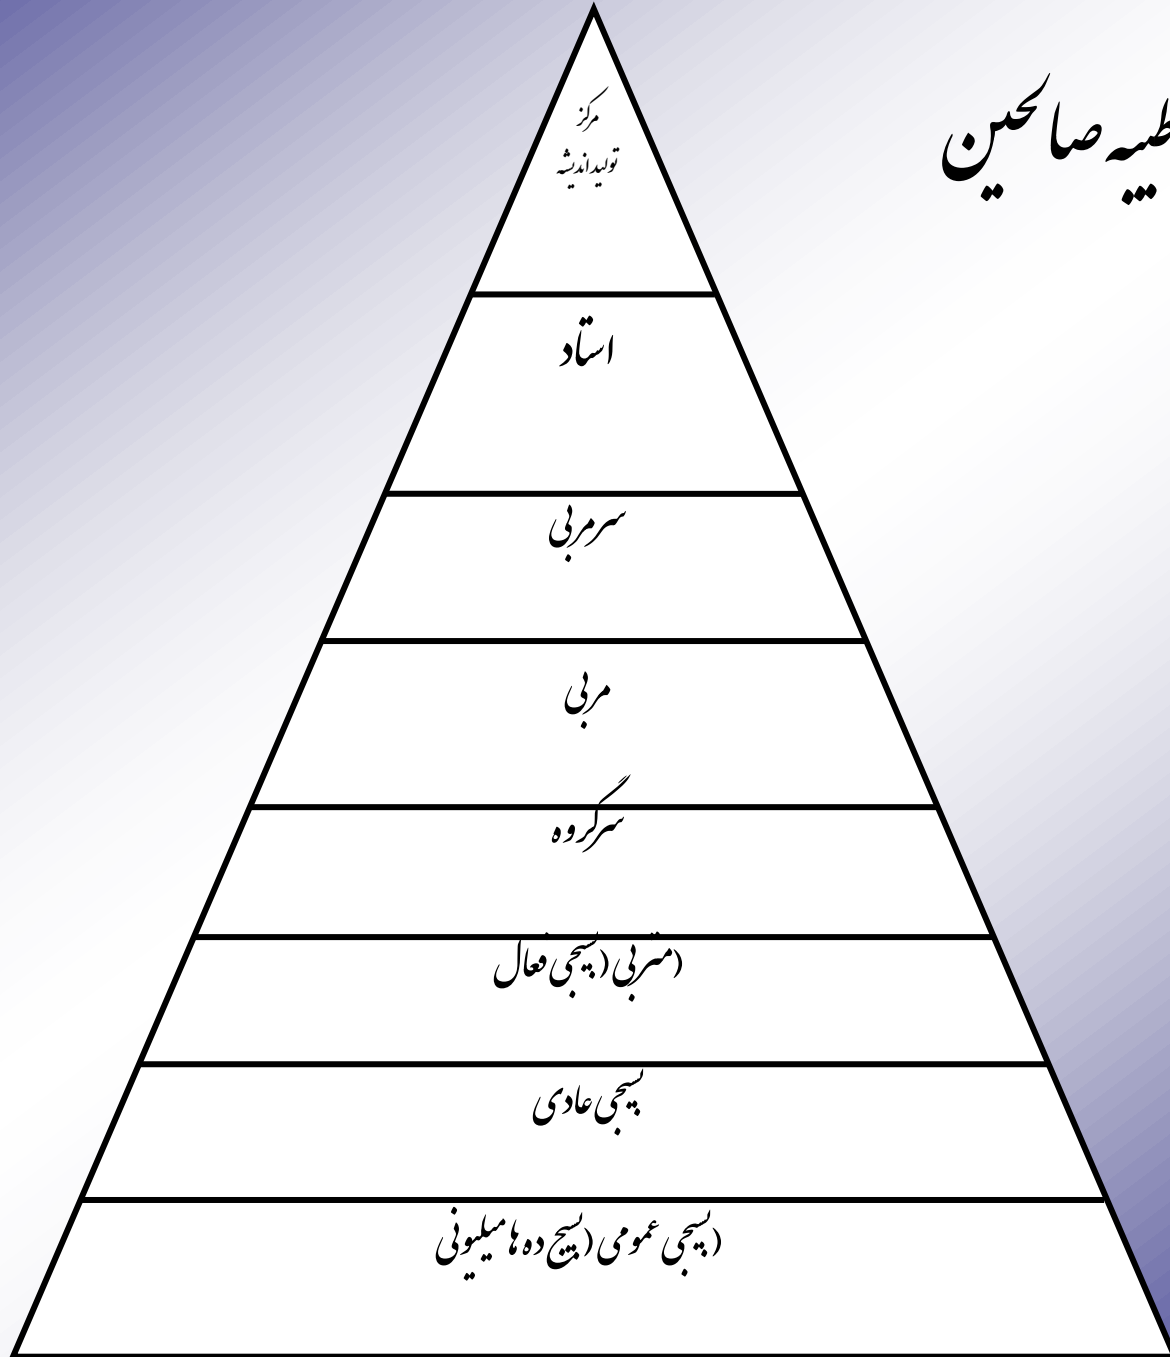 صالحین
مرکز
تولید اندیشه
استاد
سرمربی
مربی
سرگروه
(متربی (بسیجی فعال
بسیجی عادی
(بسیجی عمومی (بسیج ده ها میلیونی